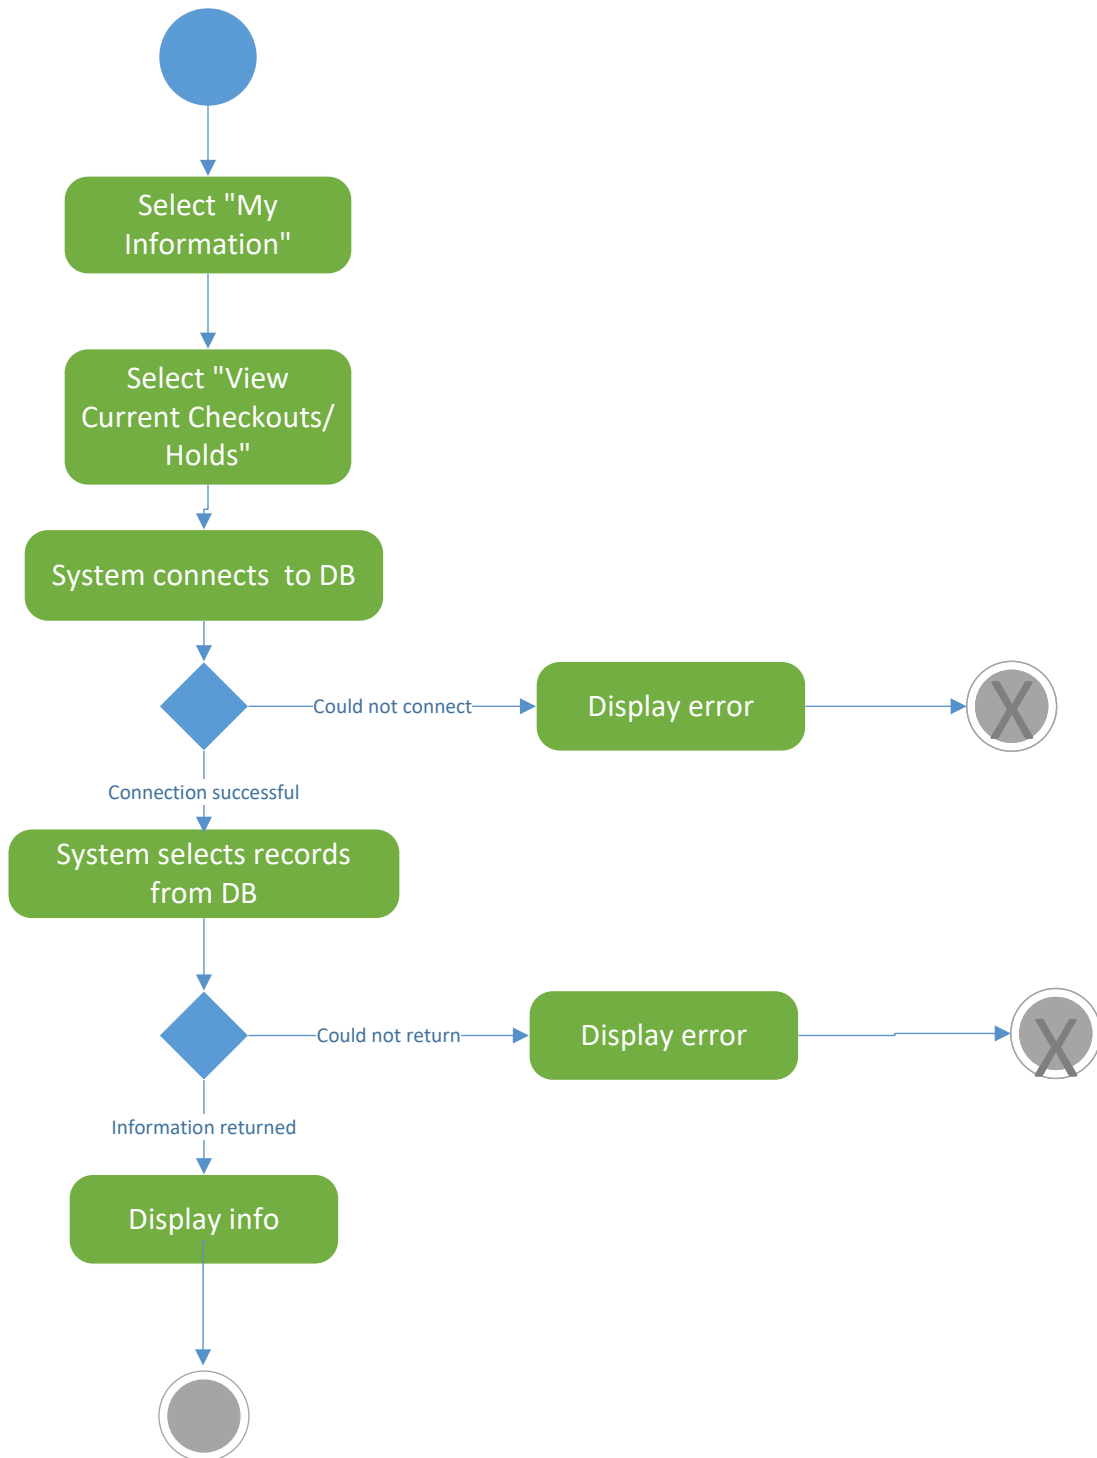 Select "My
Information"
Select "View
Current Checkouts/
Holds"
System connects  to DB
Could not connect
Display error
X
Connection successful
System selects records
from DB
Could not return
Display error
X
Information returned
Display info